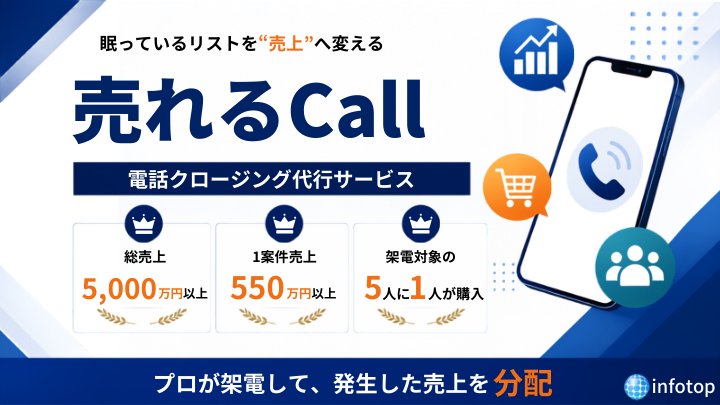 眠っているリストを“売上”へ変える
売れるCall
電話クロージング代行サービス
総売上
5,000万円以上
1案件売上
550万円以上
架電対象の
5人に1人が購入
プロが架電して、発生した売上を分配
infotop